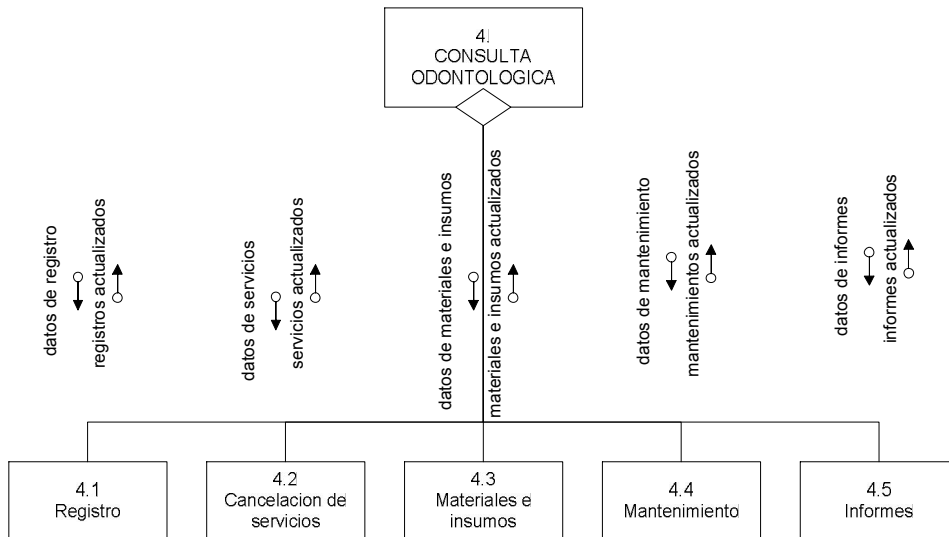 4.
CONSULTA
ODONTOLOGICA
datos de registro
registros actualizados
datos de servicios
servicios actualizados
datos de materiales e insumos
materiales e insumos actualizados
datos de mantenimiento
mantenimientos actualizados
datos de informes
informes actualizados
4.1
Registro
4.2
Cancelacion de
servicios
4.3
Materiales e
insumos
4.4
Mantenimiento
4.5
Informes